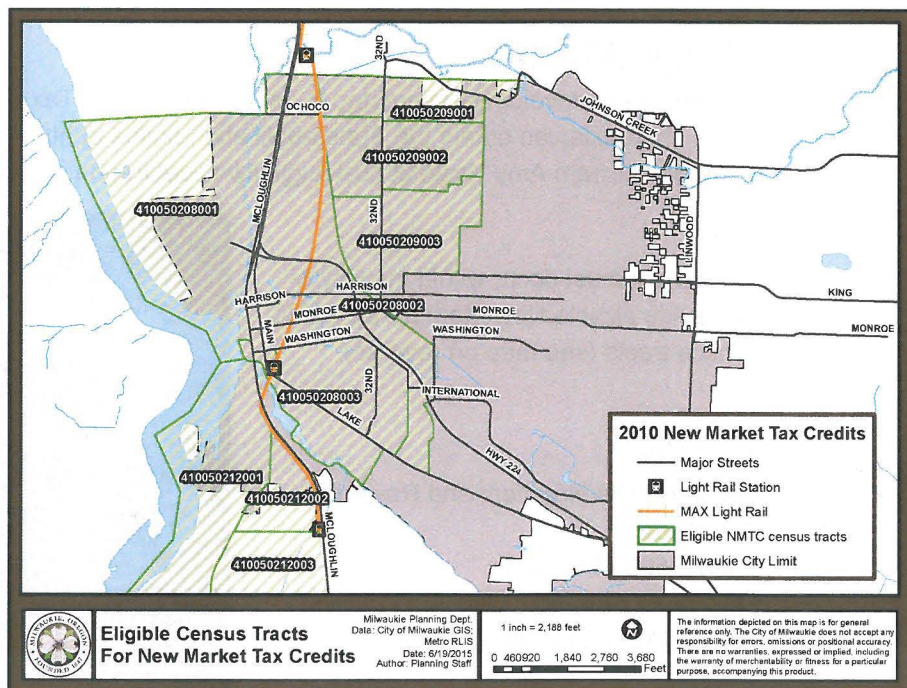 32ND
OCHOCO
410050209001
JOHNSON CREEK
410050209002
MCLOUGHLIN
410050208001
32ND
410050209003
LINWOOD
HARRISON
HARRISON
410050208002
KING
MONROE
MONROE
MONROE
MAIN
WASHINGTON
WASHINGTON
32ND
INTERNATIONAL
410050208003
LAKE
HWY 224
410050212001
410050212002
MCLOUGHLIN
410050212003
2010 New Market Tax Credits
Major Streets
Light Rail Station
MAX Light Rail
Eligible NMTC census tracts
Milwaukie City Limit
MILWAUKIE, OREGON
FOUNDED 1847
Eligible Census Tracts
For New Market Tax Credits
Milwaukie Planning Dept.
Data: City of Milwaukie GIS;
Metro RLIS
Date: 6/19/2015
Author: Planning Staff
1 inch = 2,188 feet
0 460920 1,840 2,760 3,680
Feet
The information depicted on this map is for general
reference only. The City of Milwaukie does not accept any
responsibility for errors, omissions or positional accuracy.
There are no warranties, expressed or implied, including
the warranty of merchantability or fitness for a particular
purpose, accompanying this product.